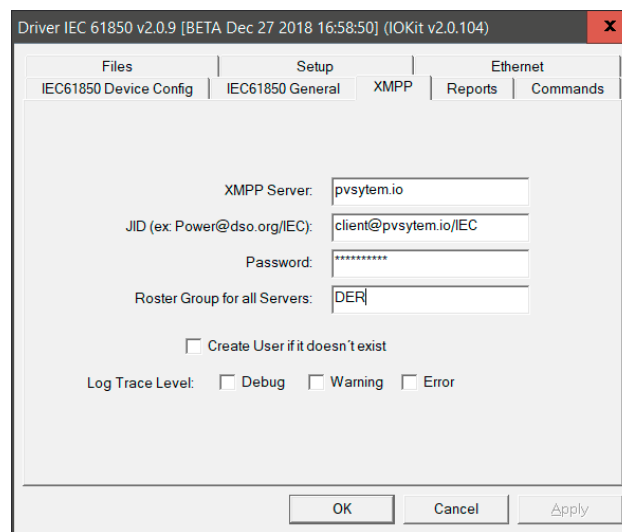 Driver IEC 61850 v2.0.9 [BETA Dec 27 2018 16:58:50] (IOKit v2.0.104) x
Files Setup Ethernet
IEC61850 Device Config IEC61850 General XMPP Reports Commands
XMPP Server: pvsytem.io
JID (ex: Power@dso.org/IEC): client@pvsytem.io/IEC
Password: **********
Roster Group for all Servers: DER
Create User if it doesn´t exist
Log Trace Level: Debug Warning Error
OK Cancel Apply